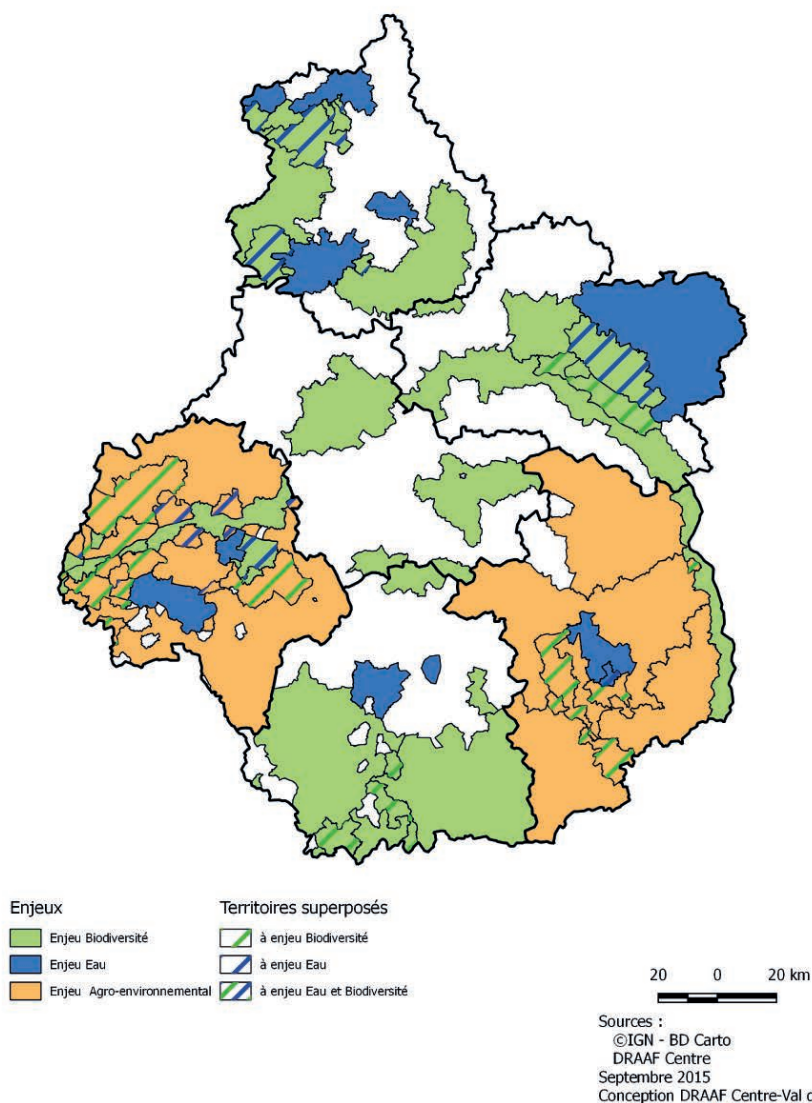 Enjeux
Territoires superposés
Enjeu Biodiversité
à enjeu Biodiversité
Enjeu Eau
à enjeu Eau
Enjeu Agro-environnemental
à enjeu Eau et Biodiversité
20 0 20 km
Sources :
©IGN - BD Carto
DRAAF Centre
Septembre 2015
Conception DRAAF Centre-Val